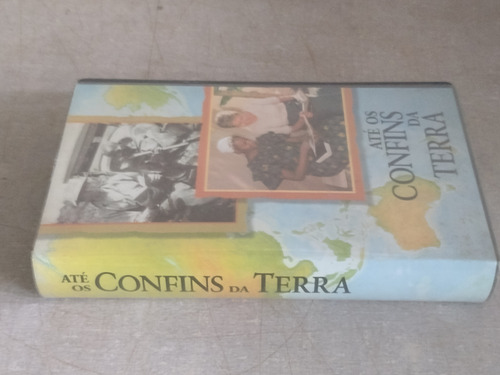 ATÉ OS
CONFINS
DA
TERRA
ATÉ
OS CONFINS DA TERRA